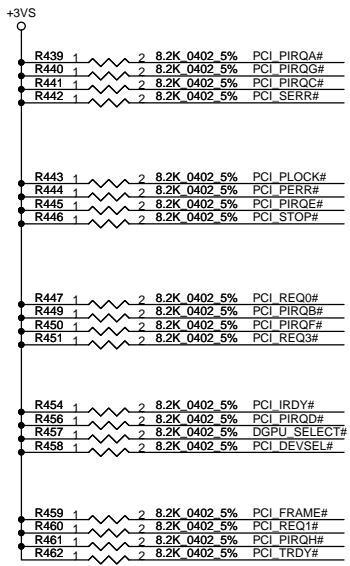 +3VS
R439 1 2 8.2K_0402_5% PCI_PIRQA#
R440 1 2 8.2K_0402_5% PCI_PIRQG#
R441 1 2 8.2K_0402_5% PCI_PIRQC#
R442 1 2 8.2K_0402_5% PCI_SERR#
R443 1 2 8.2K_0402_5% PCI_PLOCK#
R444 1 2 8.2K_0402_5% PCI_PERR#
R445 1 2 8.2K_0402_5% PCI_PIRQE#
R446 1 2 8.2K_0402_5% PCI_STOP#
R447 1 2 8.2K_0402_5% PCI_REQ0#
R449 1 2 8.2K_0402_5% PCI_PIRQB#
R450 1 2 8.2K_0402_5% PCI_PIRQF#
R451 1 2 8.2K_0402_5% PCI_REQ3#
R454 1 2 8.2K_0402_5% PCI_IRDY#
R456 1 2 8.2K_0402_5% PCI_PIRQD#
R457 1 2 8.2K_0402_5% DGPU_SELECT#
R458 1 2 8.2K_0402_5% PCI_DEVSEL#
R459 1 2 8.2K_0402_5% PCI_FRAME#
R460 1 2 8.2K_0402_5% PCI_REQ1#
R461 1 2 8.2K_0402_5% PCI_PIRQH#
R462 1 2 8.2K_0402_5% PCI_TRDY#